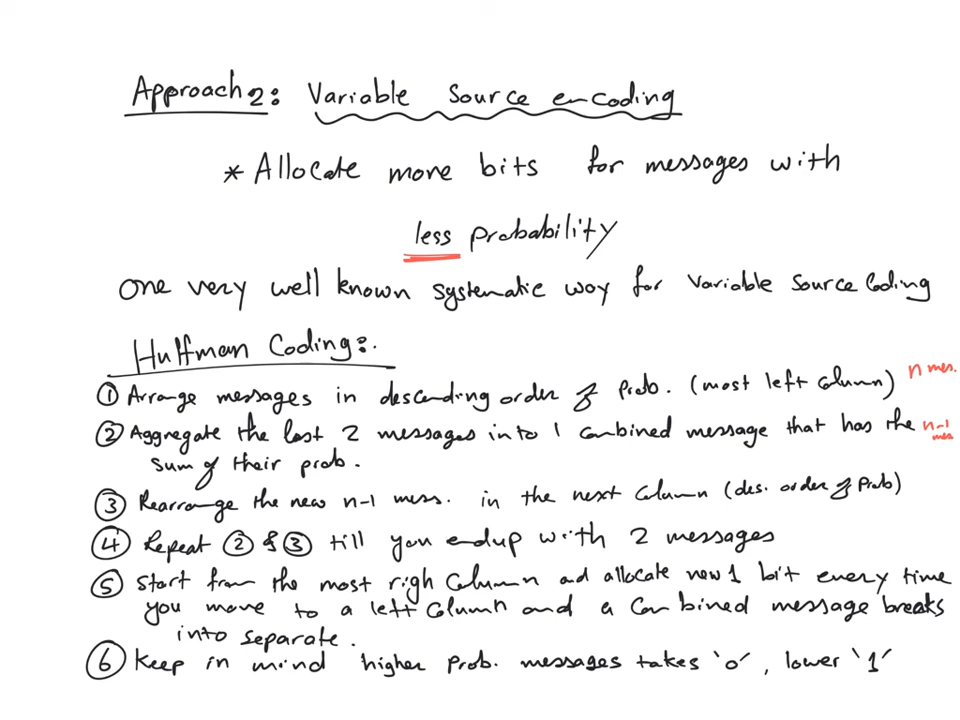 Approach 2: Variable Source encoding
* Allocate more bits for messages with
less probability
One very well known systematic way for Variable Source Coding
Huffman Coding:.
① Arrange messages in descending order of prob. (most left Column) n mes.
② Aggregate the last 2 messages into 1 Combined message that has the n-1 mes
sum of their prob.
③ Rearrange the new n-1 mess. in the next Column (des. order of Prob)
④ Repeat ② & ③ till you endup with 2 messages
⑤ Start from the most righ Column and allocate new 1 bit every time
you move to a left Column and a Combined message breaks
into separate.
⑥ Keep in mind higher prob. messages takes '0', lower '1'